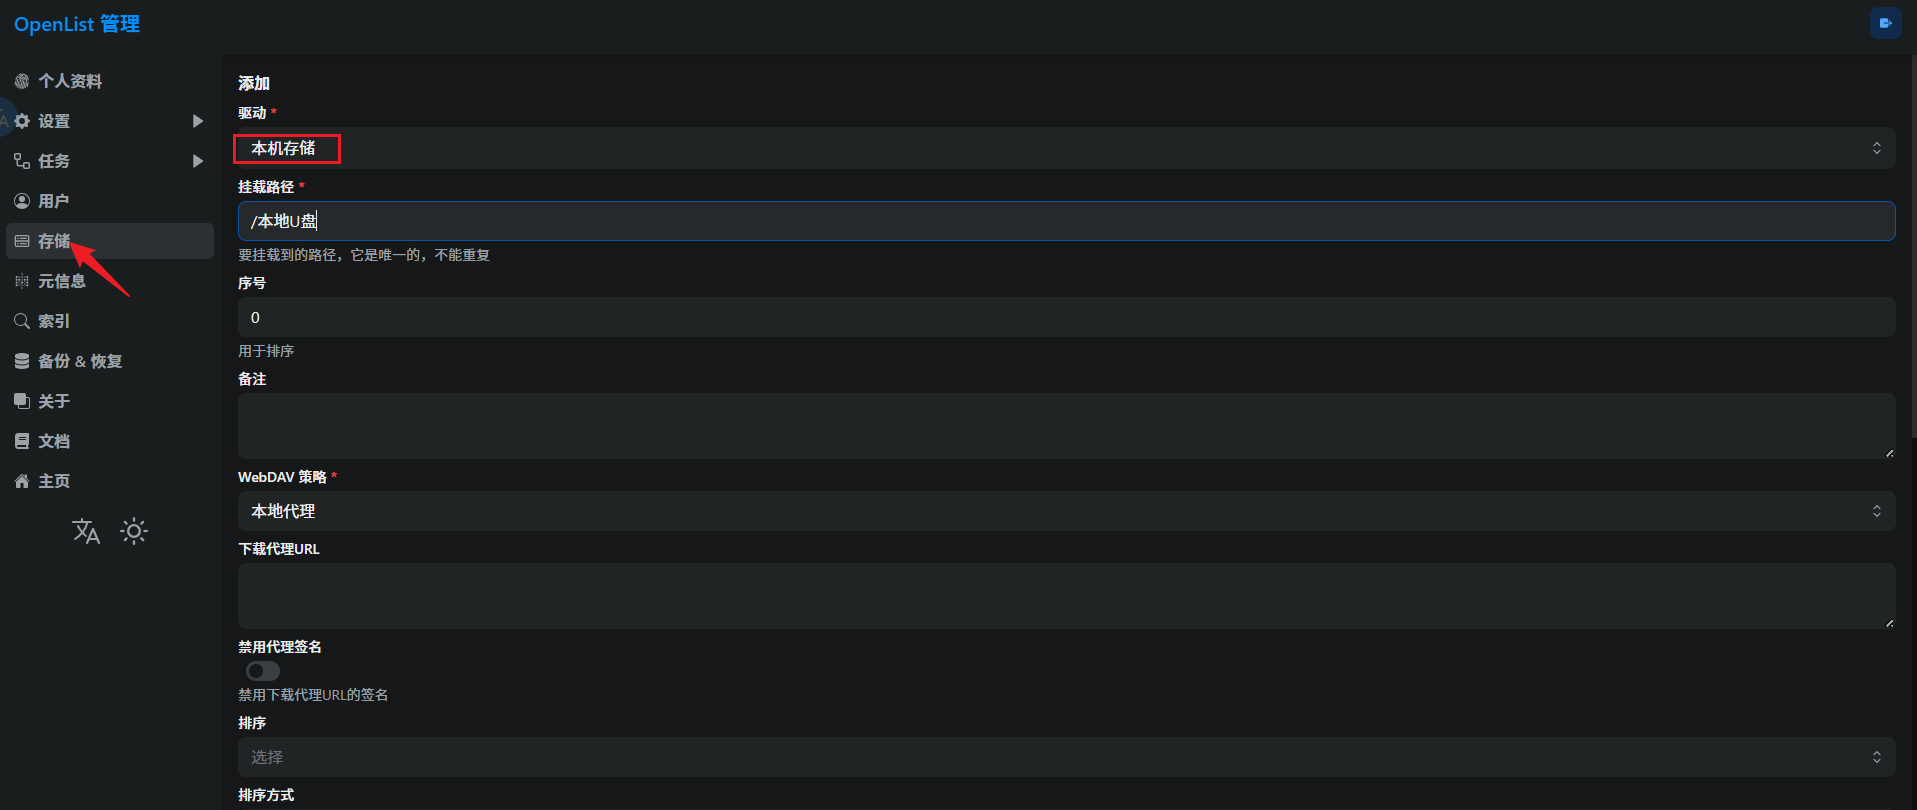 OpenList 管理
个人资料
设置
任务
用户
存储
元信息
索引
备份 & 恢复
关于
文档
主页
添加
驱动 *
本机存储
挂载路径 *
/本地U盘
要挂载到的路径，它是唯一的，不能重复
序号
0
用于排序
备注
WebDAV 策略 *
本地代理
下载代理URL
禁用代理签名
禁用下载代理URL的签名
排序
选择
排序方式